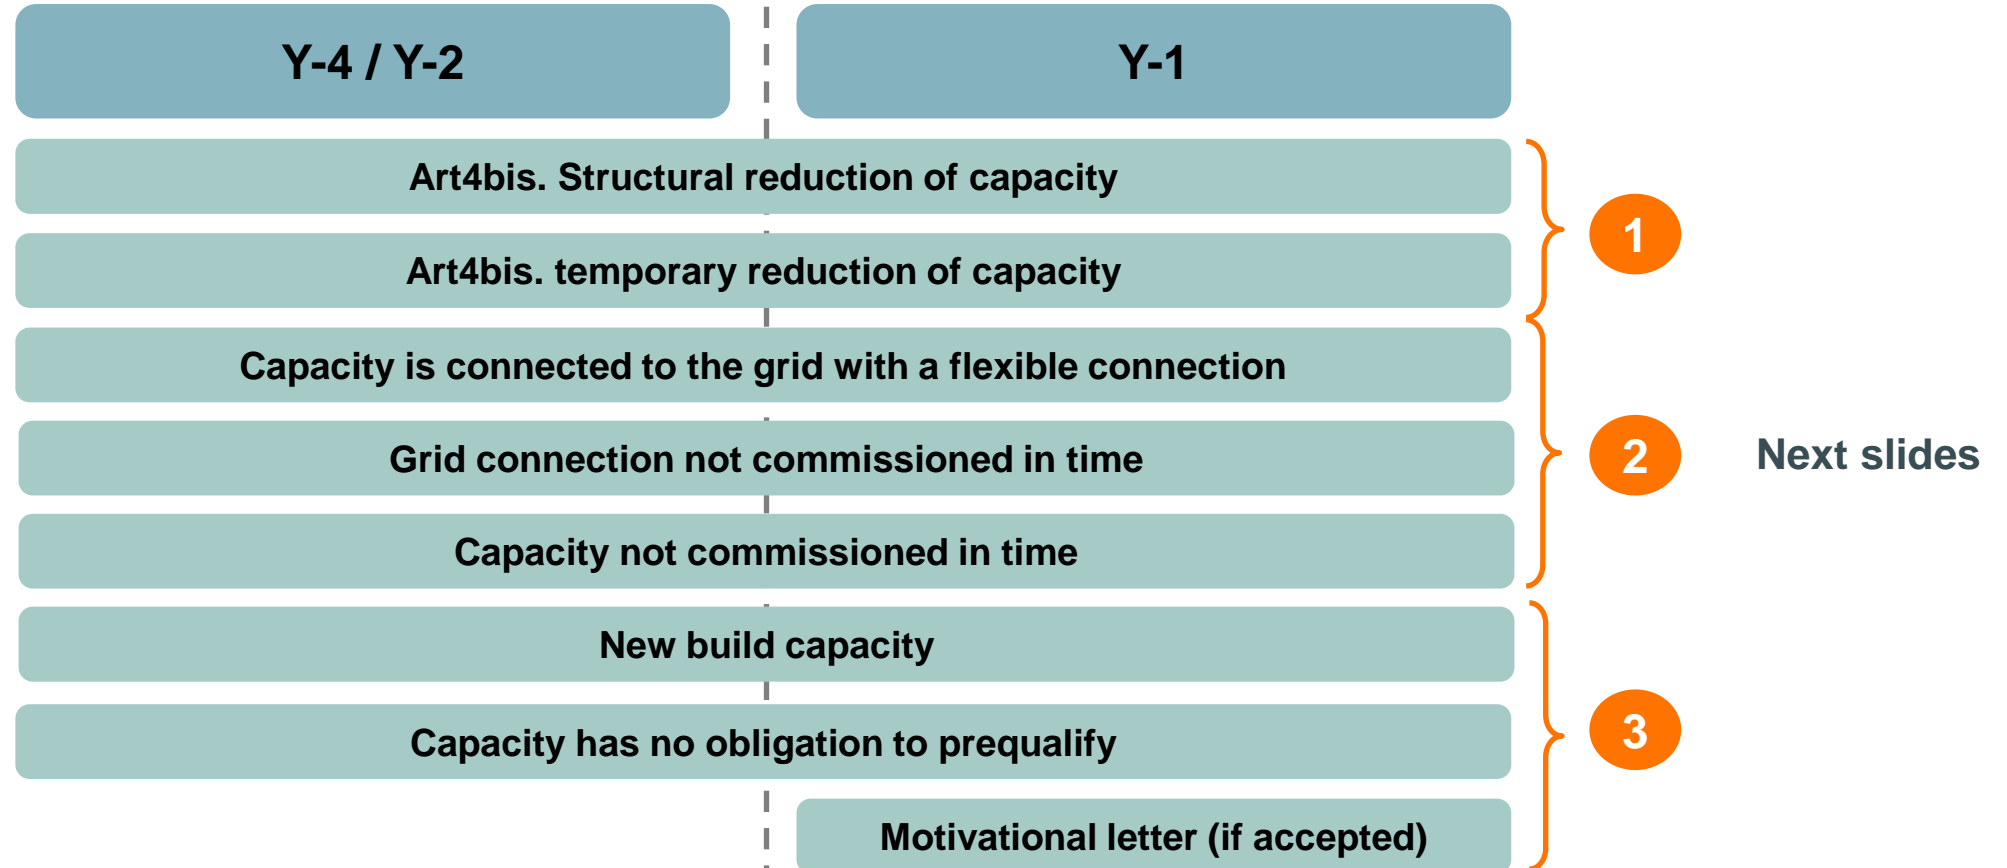 Y-4 / Y-2
Y-1
Art4bis. Structural reduction of capacity
Art4bis. temporary reduction of capacity
1
Capacity is connected to the grid with a flexible connection
Grid connection not commissioned in time
Capacity not commissioned in time
2
Next slides
New build capacity
Capacity has no obligation to prequalify
Motivational letter (if accepted)
3